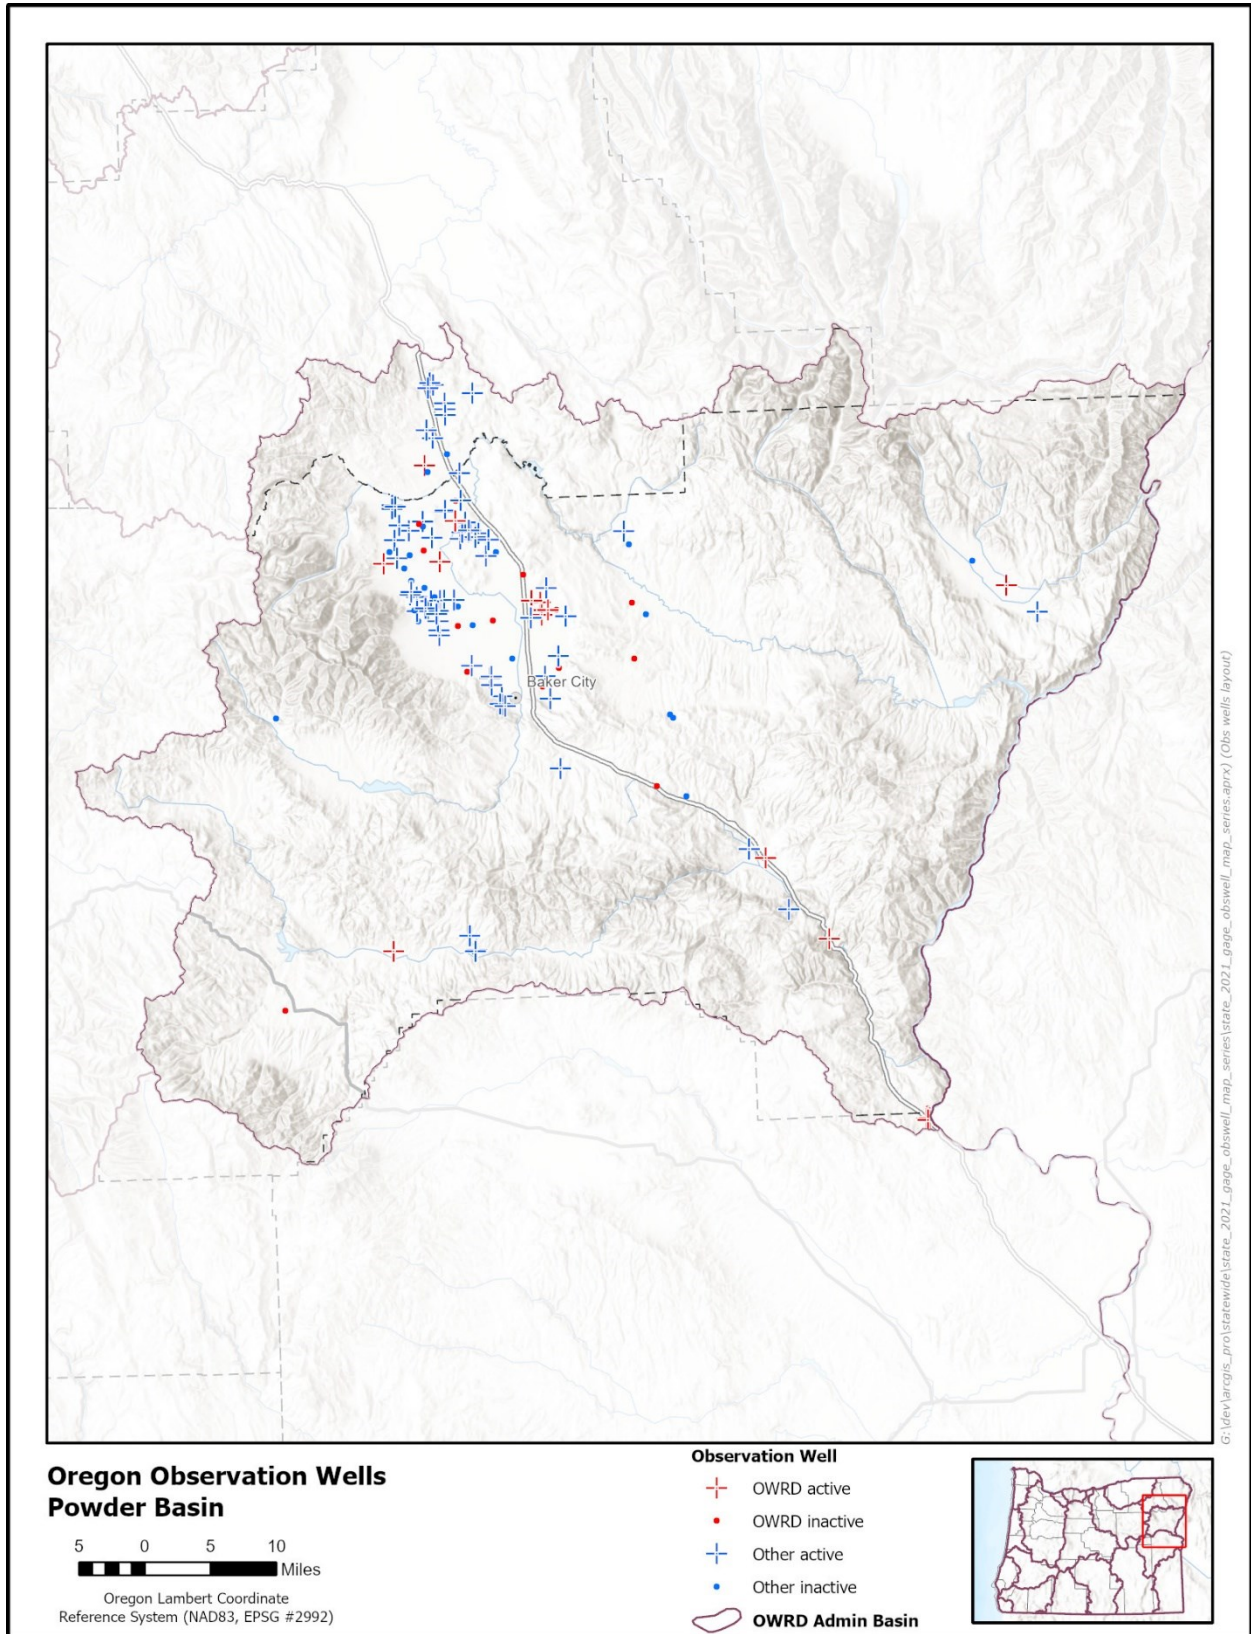 Baker City
G:\dev\arcgis_pro\statewide\state_2021_gage_obswell_map_series\state_2021_gage_obswell_map_series.aprx) (Obs wells layout)
Oregon Observation Wells
Powder Basin
5 0 5 10
Miles
Oregon Lambert Coordinate
Reference System (NAD83, EPSG #2992)
Observation Well
OWRD active
OWRD inactive
Other active
Other inactive
OWRD Admin Basin